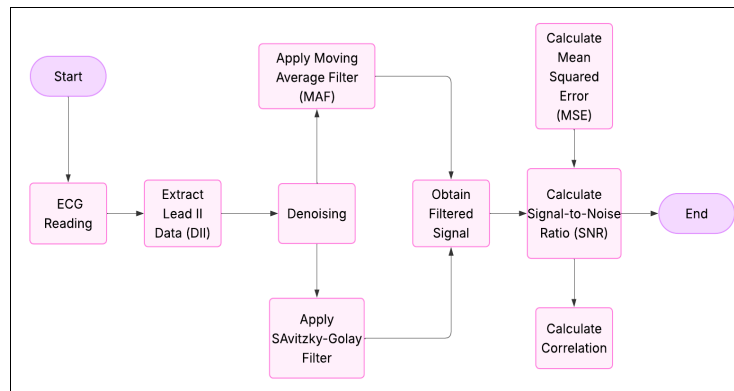 Start
ECG
Reading
Extract
Lead II
Data (DII)
Denoising
Apply Moving
Average Filter
(MAF)
Apply
SAvitzky-Golay
Filter
Obtain
Filtered
Signal
Calculate
Mean
Squared
Error
(MSE)
Calculate
Signal-to-Noise
Ratio (SNR)
Calculate
Correlation
End